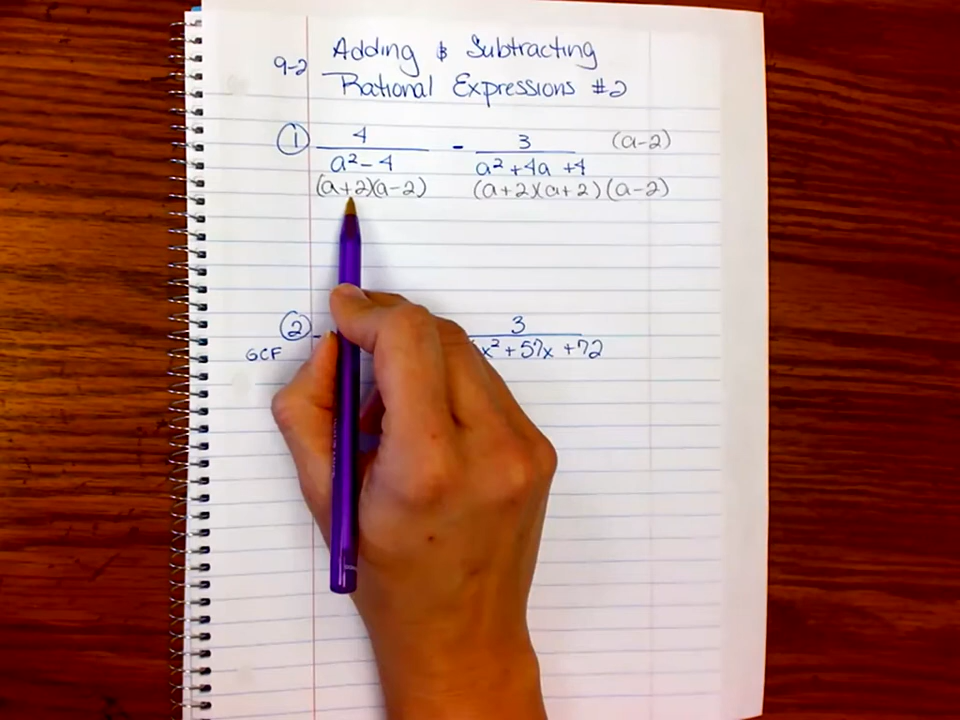 9-2 Adding & Subtracting
Rational Expressions #2
① 4 - 3 (a-2)
a²-4 a²+4a+4
(a+2)(a-2) (a+2)(a+2)(a-2)
② 3
GCF x²+57x+72